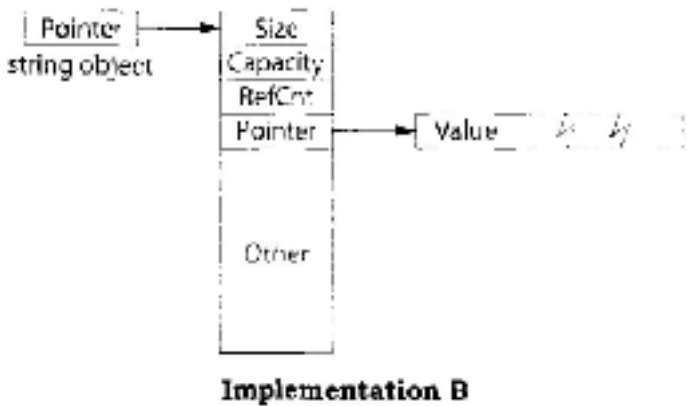 Pointer
string object
Size
Capacity
RefCnt
Pointer
Value
Other
Implementation B